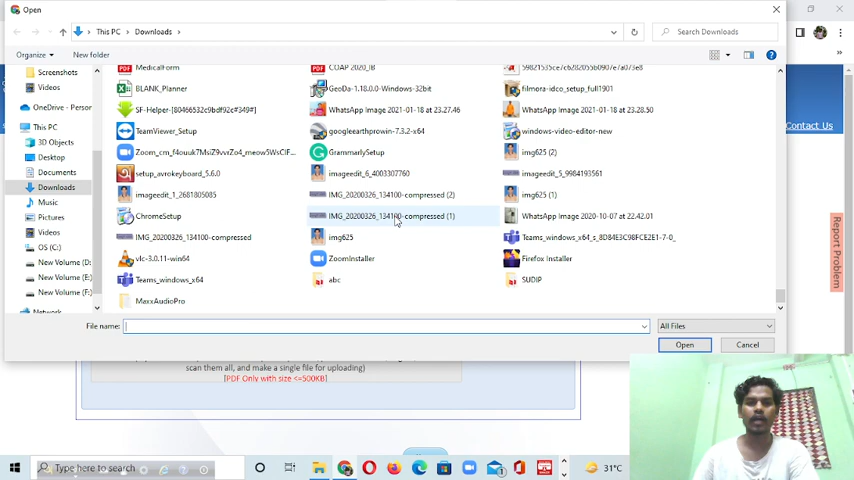 Open
This PC > Downloads >
Search Downloads
Organize
New folder
Screenshots
Videos
OneDrive - Person
This PC
3D Objects
Desktop
Documents
Downloads
Music
Pictures
Videos
OS (C:)
New Volume (D:
New Volume (E:)
New Volume (F:)
Network
MedicalForm
COAP 2020_IB
BLANK_Planner
GeoDa-1.18.0.0-Windows-32bit
filmora-idco_setup_full1901
SF-Helper-[80466532c9bdf92c#349#]
WhatsApp Image 2021-01-18 at 23.27.46
WhatsApp Image 2021-01-18 at 23.28.50
TeamViewer_Setup
googleearthprowin-7.3.2-x64
windows-video-editor-new
GrammarlySetup
img625 (2)
setup_avrokeyboard_5.6.0
imageedit_6_4003307760
imageedit_5_9984193561
imageedit_1_2681805085
IMG_20200326_134100-compressed (2)
img625 (1)
ChromeSetup
IMG_20200326_134100-compressed (1)
WhatsApp Image 2020-10-07 at 22.42.01
IMG_20200326_134100-compressed
img625
Teams_windows_x64_s_8D84E3C98FCE2E1-7-0_
vlc-3.0.11-win64
ZoomInstaller
Firefox Installer
Teams_windows_x64
abc
SUDIP
MaxxAudioPro
File name:
All Files
Open
Cancel
Contact Us
Report Problem
scan them all, and make a single file for uploading)
[PDF Only with size <=500KB]
Type here to search
31°C